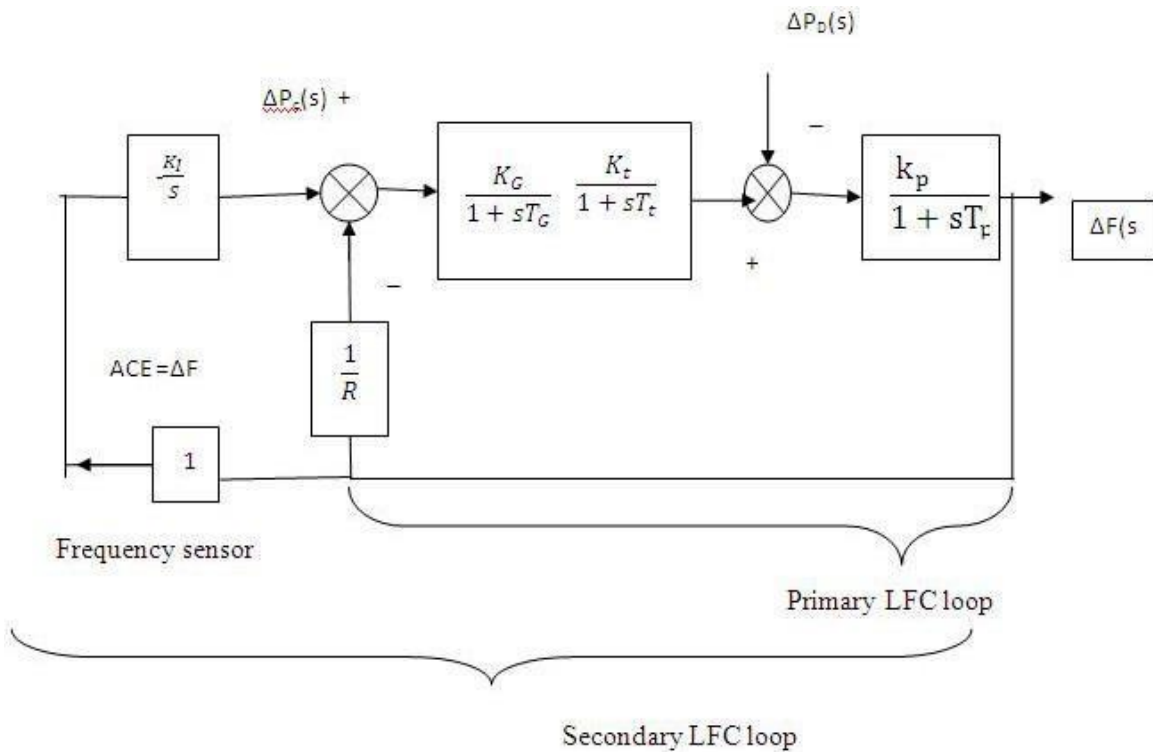 ΔP_D(s)
ΔP_c(s) +
–
-K_I/s
K_G/(1 + sT_G) K_t/(1 + sT_t)
k_p/(1 + sT_p)
ΔF(s
–
+
ACE=ΔF
1/R
1
Frequency sensor
Primary LFC loop
Secondary LFC loop